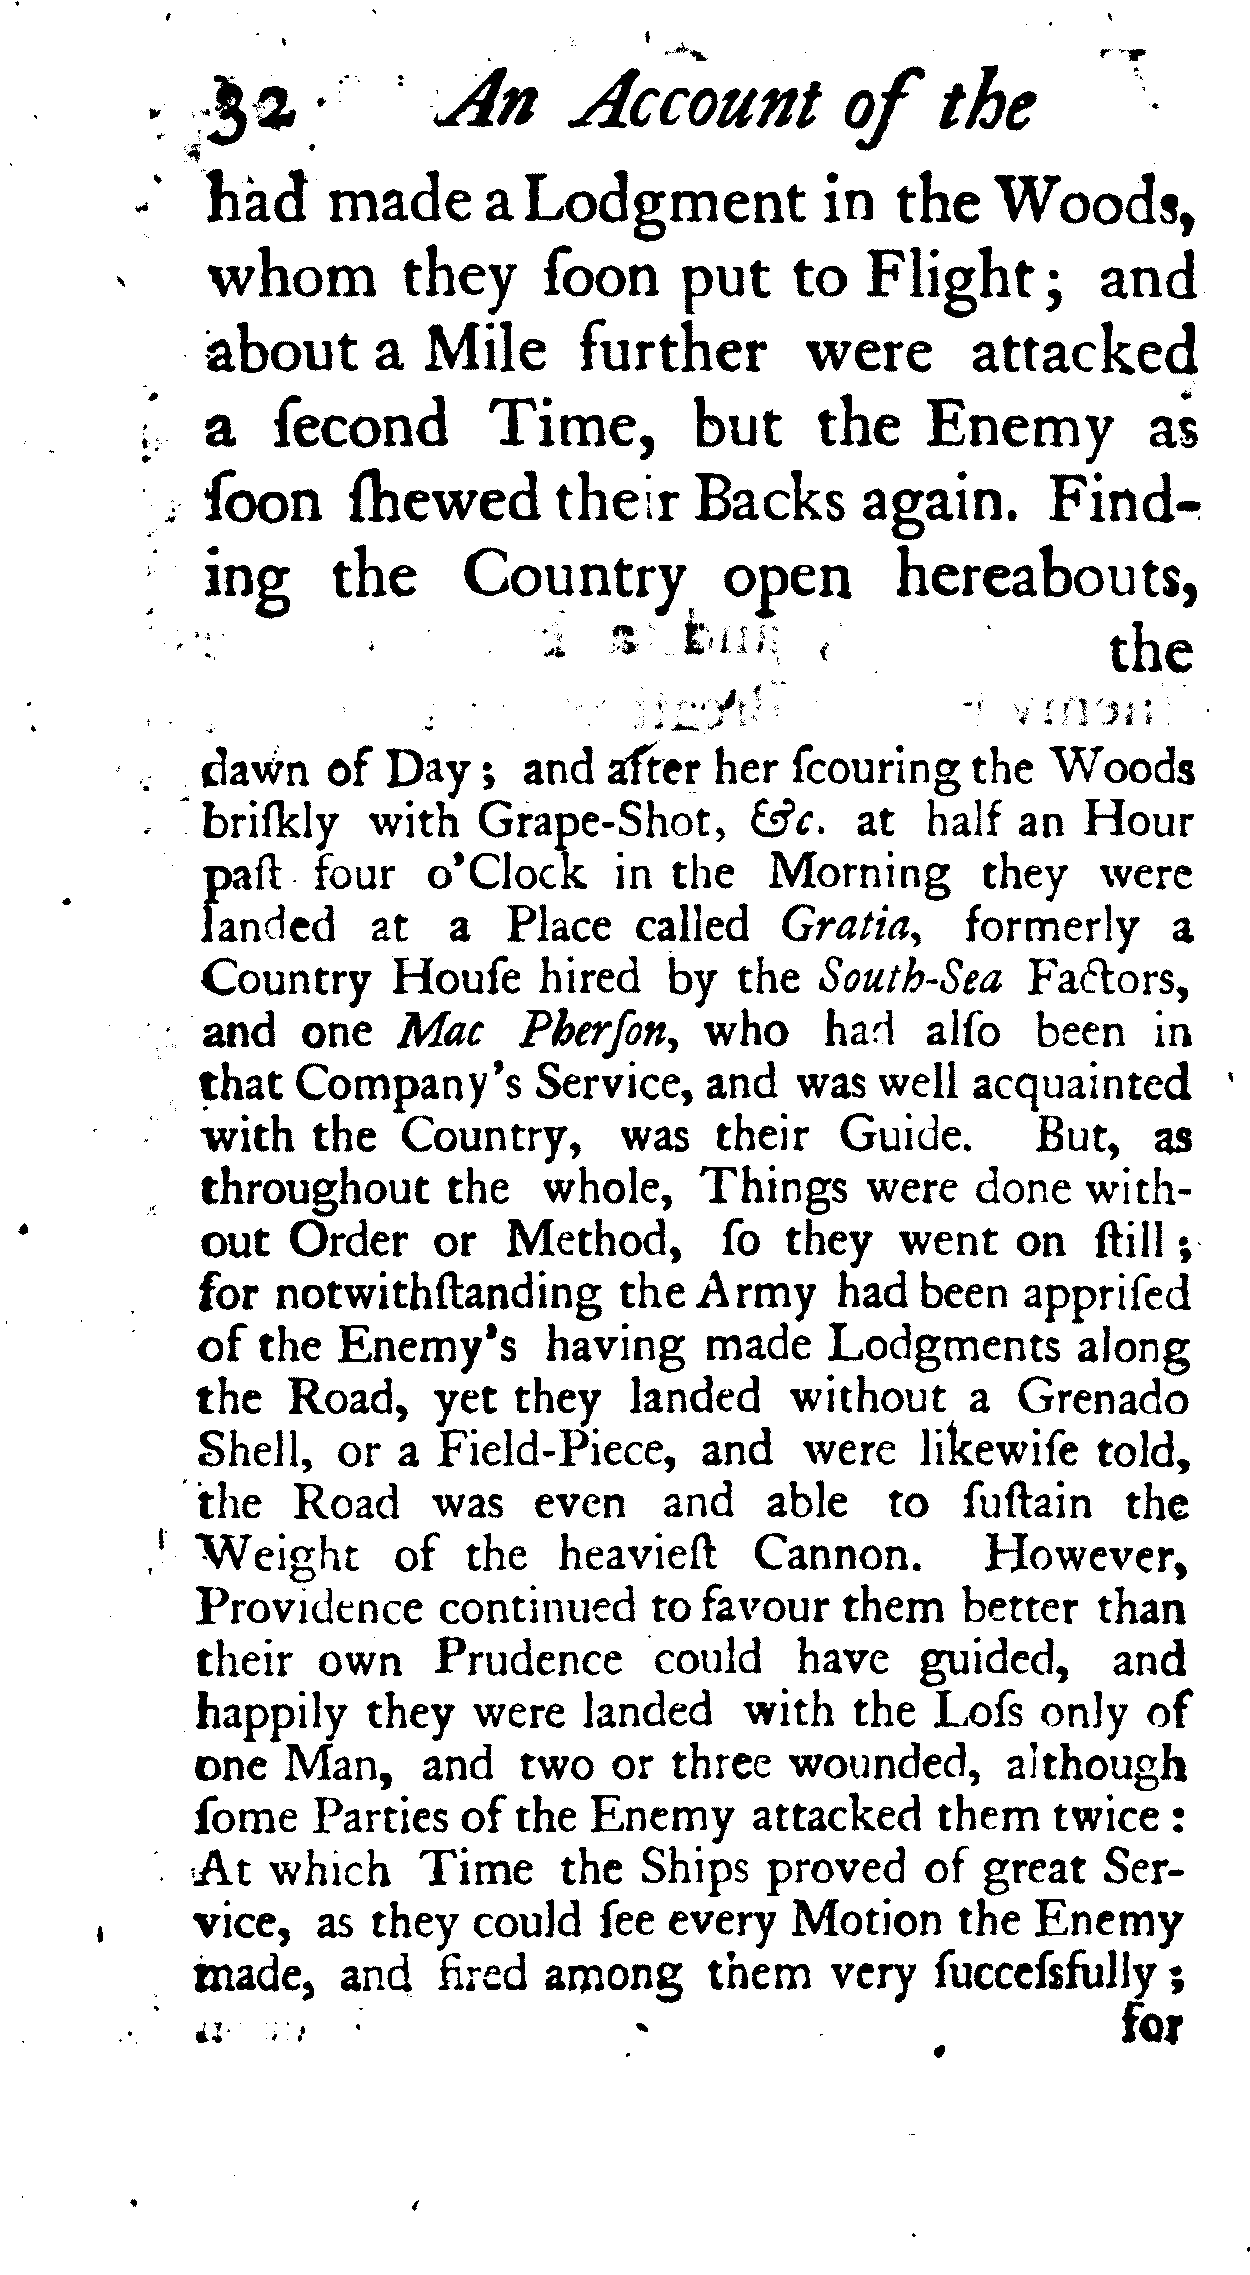 32 An Account of the
had made a Lodgment in the Woods,
whom they ſoon put to Flight; and
about a Mile further were attacked
a ſecond Time, but the Enemy as
ſoon ſhewed their Backs again. Find-
ing the Country open hereabouts,
the
dawn of Day; and after her ſcouring the Woods
briſkly with Grape-Shot, &c. at half an Hour
paſt four o'Clock in the Morning they were
landed at a Place called Gratia, formerly a
Country Houſe hired by the South-Sea Factors,
and one Mac Pherſon, who had alſo been in
that Company's Service, and was well acquainted
with the Country, was their Guide. But, as
throughout the whole, Things were done with-
out Order or Method, ſo they went on ſtill;
for notwithſtanding the Army had been appriſed
of the Enemy's having made Lodgments along
the Road, yet they landed without a Grenado
Shell, or a Field-Piece, and were likewiſe told,
the Road was even and able to ſuſtain the
Weight of the heavieſt Cannon. However,
Providence continued to favour them better than
their own Prudence could have guided, and
happily they were landed with the Loſs only of
one Man, and two or three wounded, although
ſome Parties of the Enemy attacked them twice:
At which Time the Ships proved of great Ser-
vice, as they could ſee every Motion the Enemy
made, and fired among them very ſucceſsfully;
for